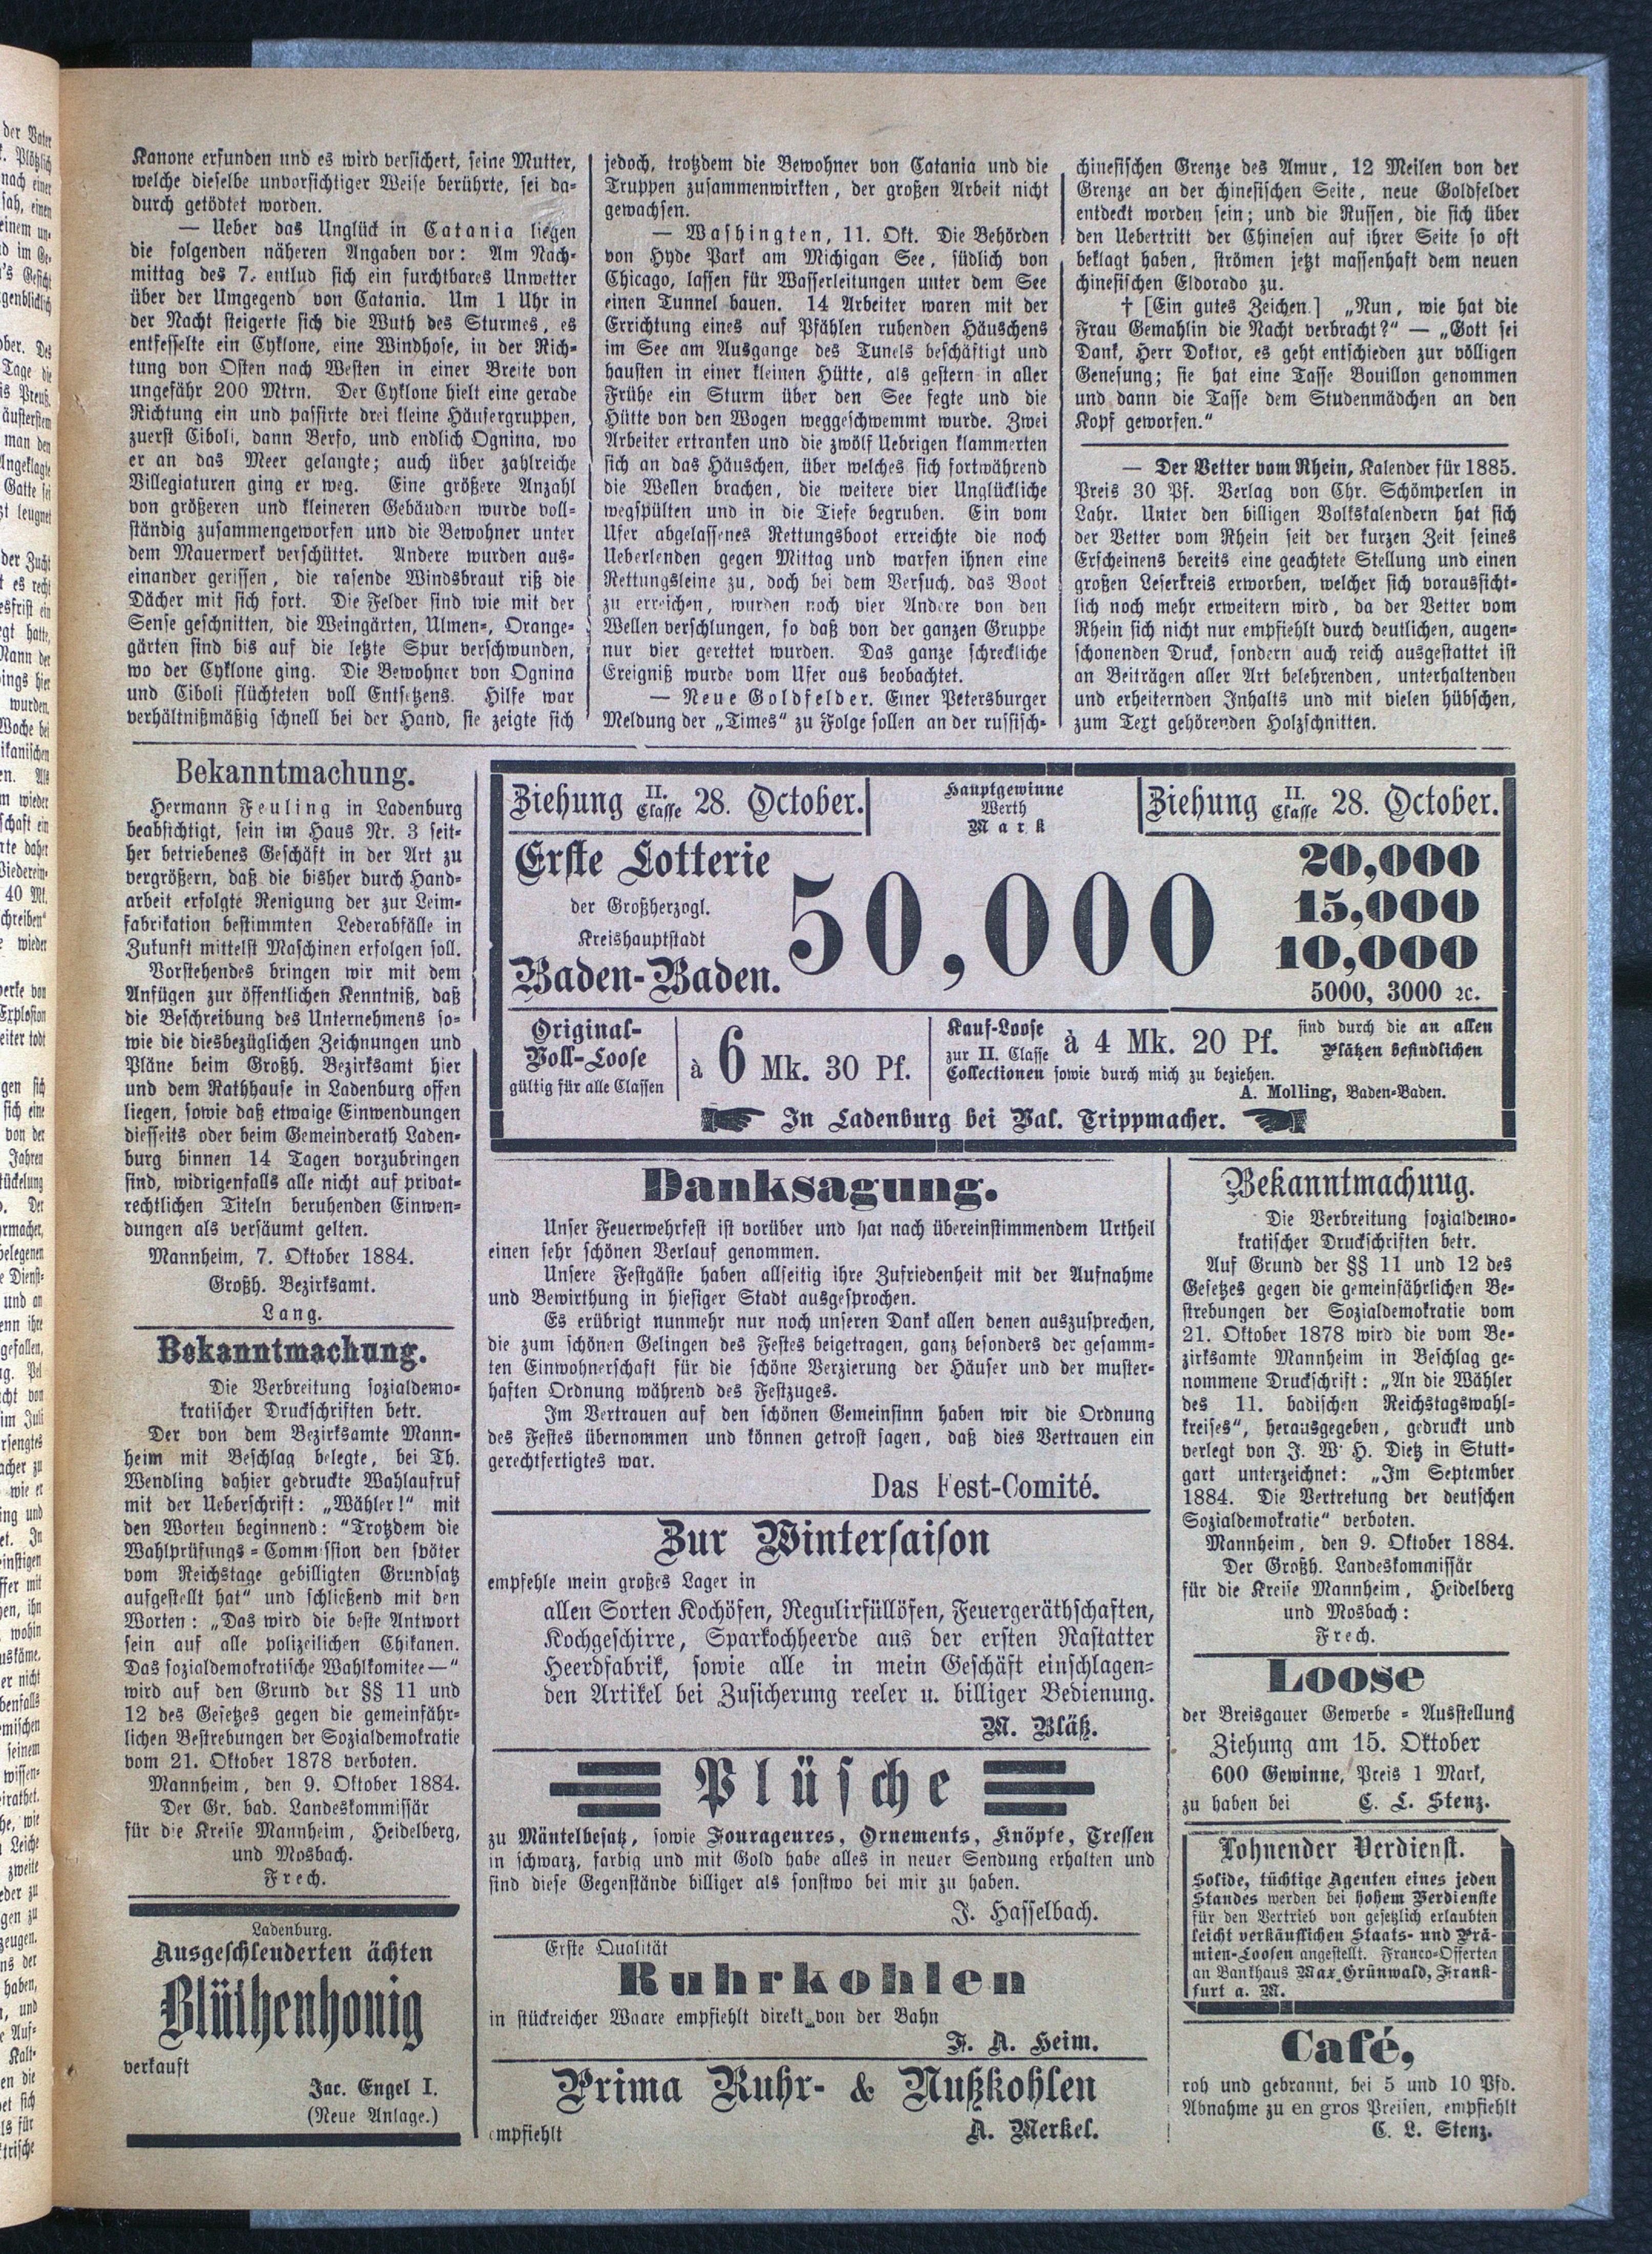 Kanone erfunden und es wird versichert, seine Mutter,
welche dieselbe unvorsichtiger Weise berührte, sei da-
durch getödtet worden.
— Ueber das Unglück in Catania liegen
die folgenden näheren Angaben vor: Am Nach-
mittag des 7. entlud sich ein furchtbares Unwetter
über der Umgegend von Catania. Um 1 Uhr in
der Nacht steigerte sich die Wuth des Sturmes, es
entfesselte ein Cyklone, eine Windhose, in der Rich-
tung von Osten nach Westen in einer Breite von
ungefähr 200 Mtrn. Der Cyklone hielt eine gerade
Richtung ein und passirte drei kleine Häusergruppen,
zuerst Ciboli, dann Berso, und endlich Ognina, wo
er an das Meer gelangte; auch über zahlreiche
Villegiaturen ging er weg. Eine größere Anzahl
von größeren und kleineren Gebäuden wurde voll-
ständig zusammengeworfen und die Bewohner unter
dem Mauerwerk verschüttet. Andere wurden aus-
einander gerissen, die rasende Windsbraut riß die
Dächer mit sich fort. Die Felder sind wie mit der
Sense geschnitten, die Weingärten, Ulmen-, Orange-
gärten sind bis auf die letzte Spur verschwunden,
wo der Cyklone ging. Die Bewohner von Ognina
und Ciboli flüchteten voll Entsetzens. Hilfe war
verhältnißmäßig schnell bei der Hand, sie zeigte sich
jedoch, trotzdem die Bewohner von Catania und die
Truppen zusammenwirkten, der großen Arbeit nicht
gewachsen.
— Washingten, 11. Okt. Die Behörden
von Hyde Park am Michigan See, südlich von
Chicago, lassen für Wasserleitungen unter dem See
einen Tunnel bauen. 14 Arbeiter waren mit der
Errichtung eines auf Pfählen ruhenden Häuschens
im See am Ausgange des Tunels beschäftigt und
hausten in einer kleinen Hütte, als gestern in aller
Frühe ein Sturm über den See fegte und die
Hütte von den Wogen weggeschwemmt wurde. Zwei
Arbeiter ertranken und die zwölf Uebrigen klammerten
sich an das Häuschen, über welches sich fortwährend
die Wellen brachen, die weitere vier Unglückliche
wegspülten und in die Tiefe begruben. Ein vom
Ufer abgelassenes Rettungsboot erreichte die noch
Ueberlenden gegen Mittag und warfen ihnen eine
Rettungsleine zu, doch bei dem Versuch, das Boot
zu erreichen, wurden noch vier Andere von den
Wellen verschlungen, so daß von der ganzen Gruppe
nur vier gerettet wurden. Das ganze schreckliche
Ereigniß wurde vom Ufer aus beobachtet.
— Neue Goldfelder. Einer Petersburger
Meldung der „Times“ zu Folge sollen an der russisch-
chinesischen Grenze des Amur, 12 Meilen von der
Grenze an der chinesischen Seite, neue Goldfelder
entdeckt worden sein; und die Russen, die sich über
den Uebertritt der Chinesen auf ihrer Seite so oft
beklagt haben, strömen jetzt massenhaft dem neuen
chinesischen Eldorado zu.
† [Ein gutes Zeichen.] „Nun, wie hat die
Frau Gemahlin die Nacht verbracht?“ — „Gott sei
Dank, Herr Doktor, es geht entschieden zur völligen
Genesung; sie hat eine Tasse Bouillon genommen
und dann die Tasse dem Studenmädchen an den
Kopf geworfen.“
— Der Vetter vom Rhein, Kalender für 1885.
Preis 30 Pf. Verlag von Chr. Schömperlen in
Lahr. Unter den billigen Volkskalendern hat sich
der Vetter vom Rhein seit der kurzen Zeit seines
Erscheinens bereits eine geachtete Stellung und einen
großen Leserkreis erworben, welcher sich voraussicht-
lich noch mehr erweitern wird, da der Vetter vom
Rhein sich nicht nur empfiehlt durch deutlichen, augen-
schonenden Druck, sondern auch reich ausgestattet ist
an Beiträgen aller Art belehrenden, unterhaltenden
und erheiternden Inhalts und mit vielen hübschen,
zum Text gehörenden Holzschnitten.
Bekanntmachung.
Hermann Feuling in Ladenburg
beabsichtigt, sein im Haus Nr. 3 seit-
her betriebenes Geschäft in der Art zu
vergrößern, daß die bisher durch Hand-
arbeit erfolgte Renigung der zur Leim-
fabrikation bestimmten Lederabfälle in
Zukunft mittelst Maschinen erfolgen soll.
Vorstehendes bringen wir mit dem
Anfügen zur öffentlichen Kenntniß, daß
die Beschreibung des Unternehmens so-
wie die diesbezüglichen Zeichnungen und
Pläne beim Großh. Bezirksamt hier
und dem Rathhause in Ladenburg offen
liegen, sowie daß etwaige Einwendungen
diesseits oder beim Gemeinderath Laden-
burg binnen 14 Tagen vorzubringen
sind, widrigenfalls alle nicht auf privat-
rechtlichen Titeln beruhenden Einwen-
dungen als versäumt gelten.
Mannheim, 7. Oktober 1884.
Großh. Bezirksamt.
Lang.
Bekanntmachung.
Die Verbreitung sozialdemo-
kratischer Druckschriften betr.
Der von dem Bezirksamte Mann-
heim mit Beschlag belegte, bei Th.
Wendling dahier gedruckte Wahlaufruf
mit der Ueberschrift: „Wähler!“ mit
den Worten beginnend: “Trotzdem die
Wahlprüfungs-Commission den später
vom Reichstage gebilligten Grundsatz
aufgestellt hat“ und schließend mit den
Worten: „Das wird die beste Antwort
sein auf alle polizeilichen Chikanen.
Das sozialdemokratische Wahlkomitee—“
wird auf den Grund der §§ 11 und
12 des Gesetzes gegen die gemeinfähr-
lichen Bestrebungen der Sozialdemokratie
vom 21. Oktober 1878 verboten.
Mannheim, den 9. Oktober 1884.
Der Gr. bad. Landeskommissär
für die Kreise Mannheim, Heidelberg,
und Mosbach.
Frech.
Ladenburg.
Ausgeschleuderten ächten
Blüthenhonig
verkauft
Jac. Engel I.
(Neue Anlage.)
Ziehung II. Classe 28. October.
Hauptgewinne
Werth
Mark
Ziehung II. Classe 28. October.
Erste Lotterie
der Großherzogl.
Kreishauptstadt
Baden-Baden.
50,000
20,000
15,000
10,000
5000, 3000 ꝛc.
Original-
Voll-Loose
gültig für alle Classen
à 6 Mk. 30 Pf.
Kauf-Loose
zur II. Classe à 4 Mk. 20 Pf. sind durch die an allen
Plätzen befindlichen
Collectionen sowie durch mich zu beziehen.
A. Molling, Baden-Baden.
In Ladenburg bei Val. Trippmacher.
Danksagung.
Unser Feuerwehrfest ist vorüber und hat nach übereinstimmendem Urtheil
einen sehr schönen Verlauf genommen.
Unsere Festgäste haben allseitig ihre Zufriedenheit mit der Aufnahme
und Bewirthung in hiesiger Stadt ausgesprochen.
Es erübrigt nunmehr nur noch unseren Dank allen denen auszusprechen,
die zum schönen Gelingen des Festes beigetragen, ganz besonders der gesamm-
ten Einwohnerschaft für die schöne Verzierung der Häuser und der muster-
haften Ordnung während des Festzuges.
Im Vertrauen auf den schönen Gemeinsinn haben wir die Ordnung
des Festes übernommen und können getrost sagen, daß dies Vertrauen ein
gerechtfertigtes war.
Das Fest-Comité.
Zur Wintersaison
empfehle mein großes Lager in
allen Sorten Kochöfen, Regulirfüllöfen, Feuergeräthschaften,
Kochgeschirre, Sparkochheerde aus der ersten Rastatter
Heerdfabrik, sowie alle in mein Geschäft einschlagen-
den Artikel bei Zusicherung reeler u. billiger Bedienung.
M. Bläß.
Plüsche
zu Mäntelbesatz, sowie Fourageures, Ornements, Knöpfe, Tressen
in schwarz, farbig und mit Gold habe alles in neuer Sendung erhalten und
sind diese Gegenstände billiger als sonstwo bei mir zu haben.
J. Hasselbach.
Erste Qualität
Ruhrkohlen
in stückreicher Waare empfiehlt direkt von der Bahn
F. A. Heim.
Prima Ruhr- & Nußkohlen
empfiehlt A. Merkel.
Bekanntmachung.
Die Verbreitung sozialdemo-
kratischer Druckschriften betr.
Auf Grund der §§ 11 und 12 des
Gesetzes gegen die gemeinfährlichen Be-
strebungen der Sozialdemokratie vom
21. Oktober 1878 wird die vom Be-
zirksamte Mannheim in Beschlag ge-
nommene Druckschrift: „An die Wähler
des 11. badischen Reichstagswahl-
kreises“, herausgegeben, gedruckt und
verlegt von J. W. H. Dietz in Stutt-
gart unterzeichnet: „Im September
1884. Die Vertretung der deutschen
Sozialdemokratie“ verboten.
Mannheim, den 9. Oktober 1884.
Der Großh. Landeskommissär
für die Kreise Mannheim, Heidelberg
und Mosbach:
Frech.
Loose
der Breisgauer Gewerbe-Ausstellung
Ziehung am 15. Oktober
600 Gewinne, Preis 1 Mark,
zu haben bei C. L. Stenz.
Lohnender Verdienst.
Solide, tüchtige Agenten eines jeden
Standes werden bei hohem Verdienste
für den Vertrieb von gesetzlich erlaubten
leicht verkäuflichen Staats- und Prä-
mien-Loosen angestellt. Franco-Offerten
an Bankhaus Max Grünwald, Frank-
furt a. M.
Café,
roh und gebrannt, bei 5 und 10 Pfd.
Abnahme zu en gros Preisen, empfiehlt
C. L. Stenz.